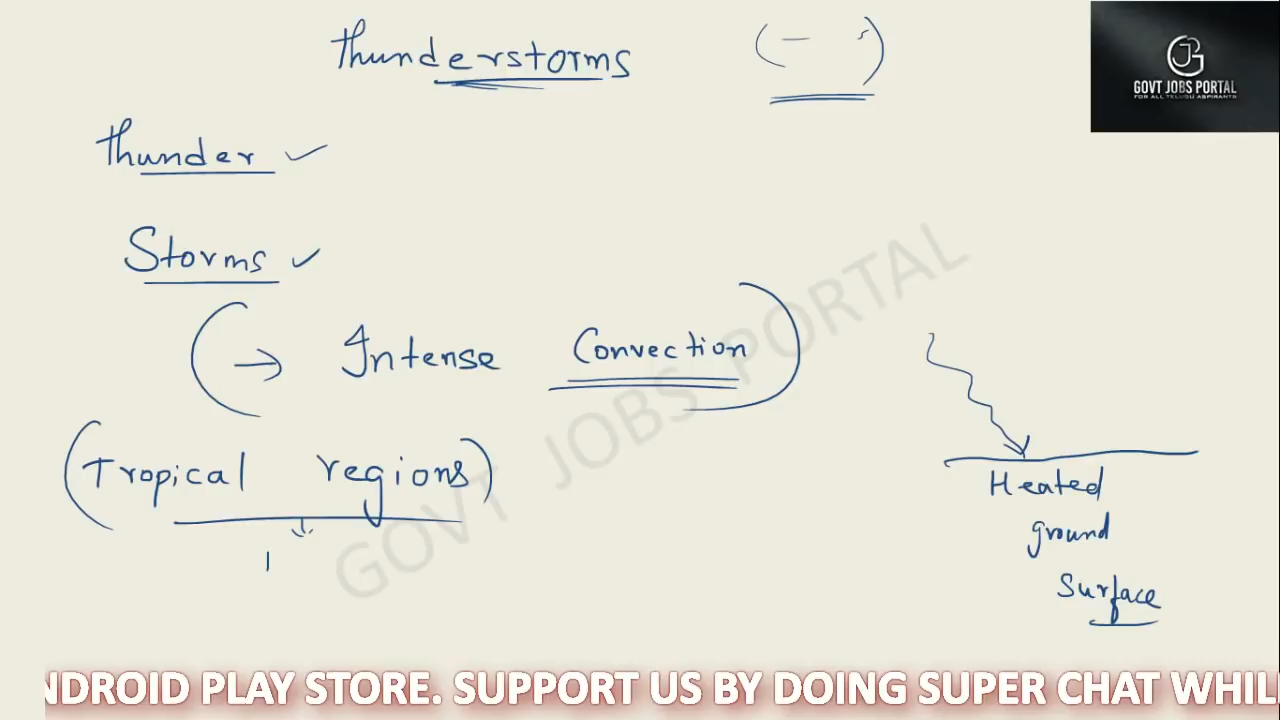 thunderstorms
GOVT JOBS PORTAL
FOR ALL TELUGU ASPIRANTS
thunder
Storms
→ Intense Convection
(Tropical regions)
Heated
ground
Surface
GOVT JOBS PORTAL
NDROID PLAY STORE. SUPPORT US BY DOING SUPER CHAT WHIL